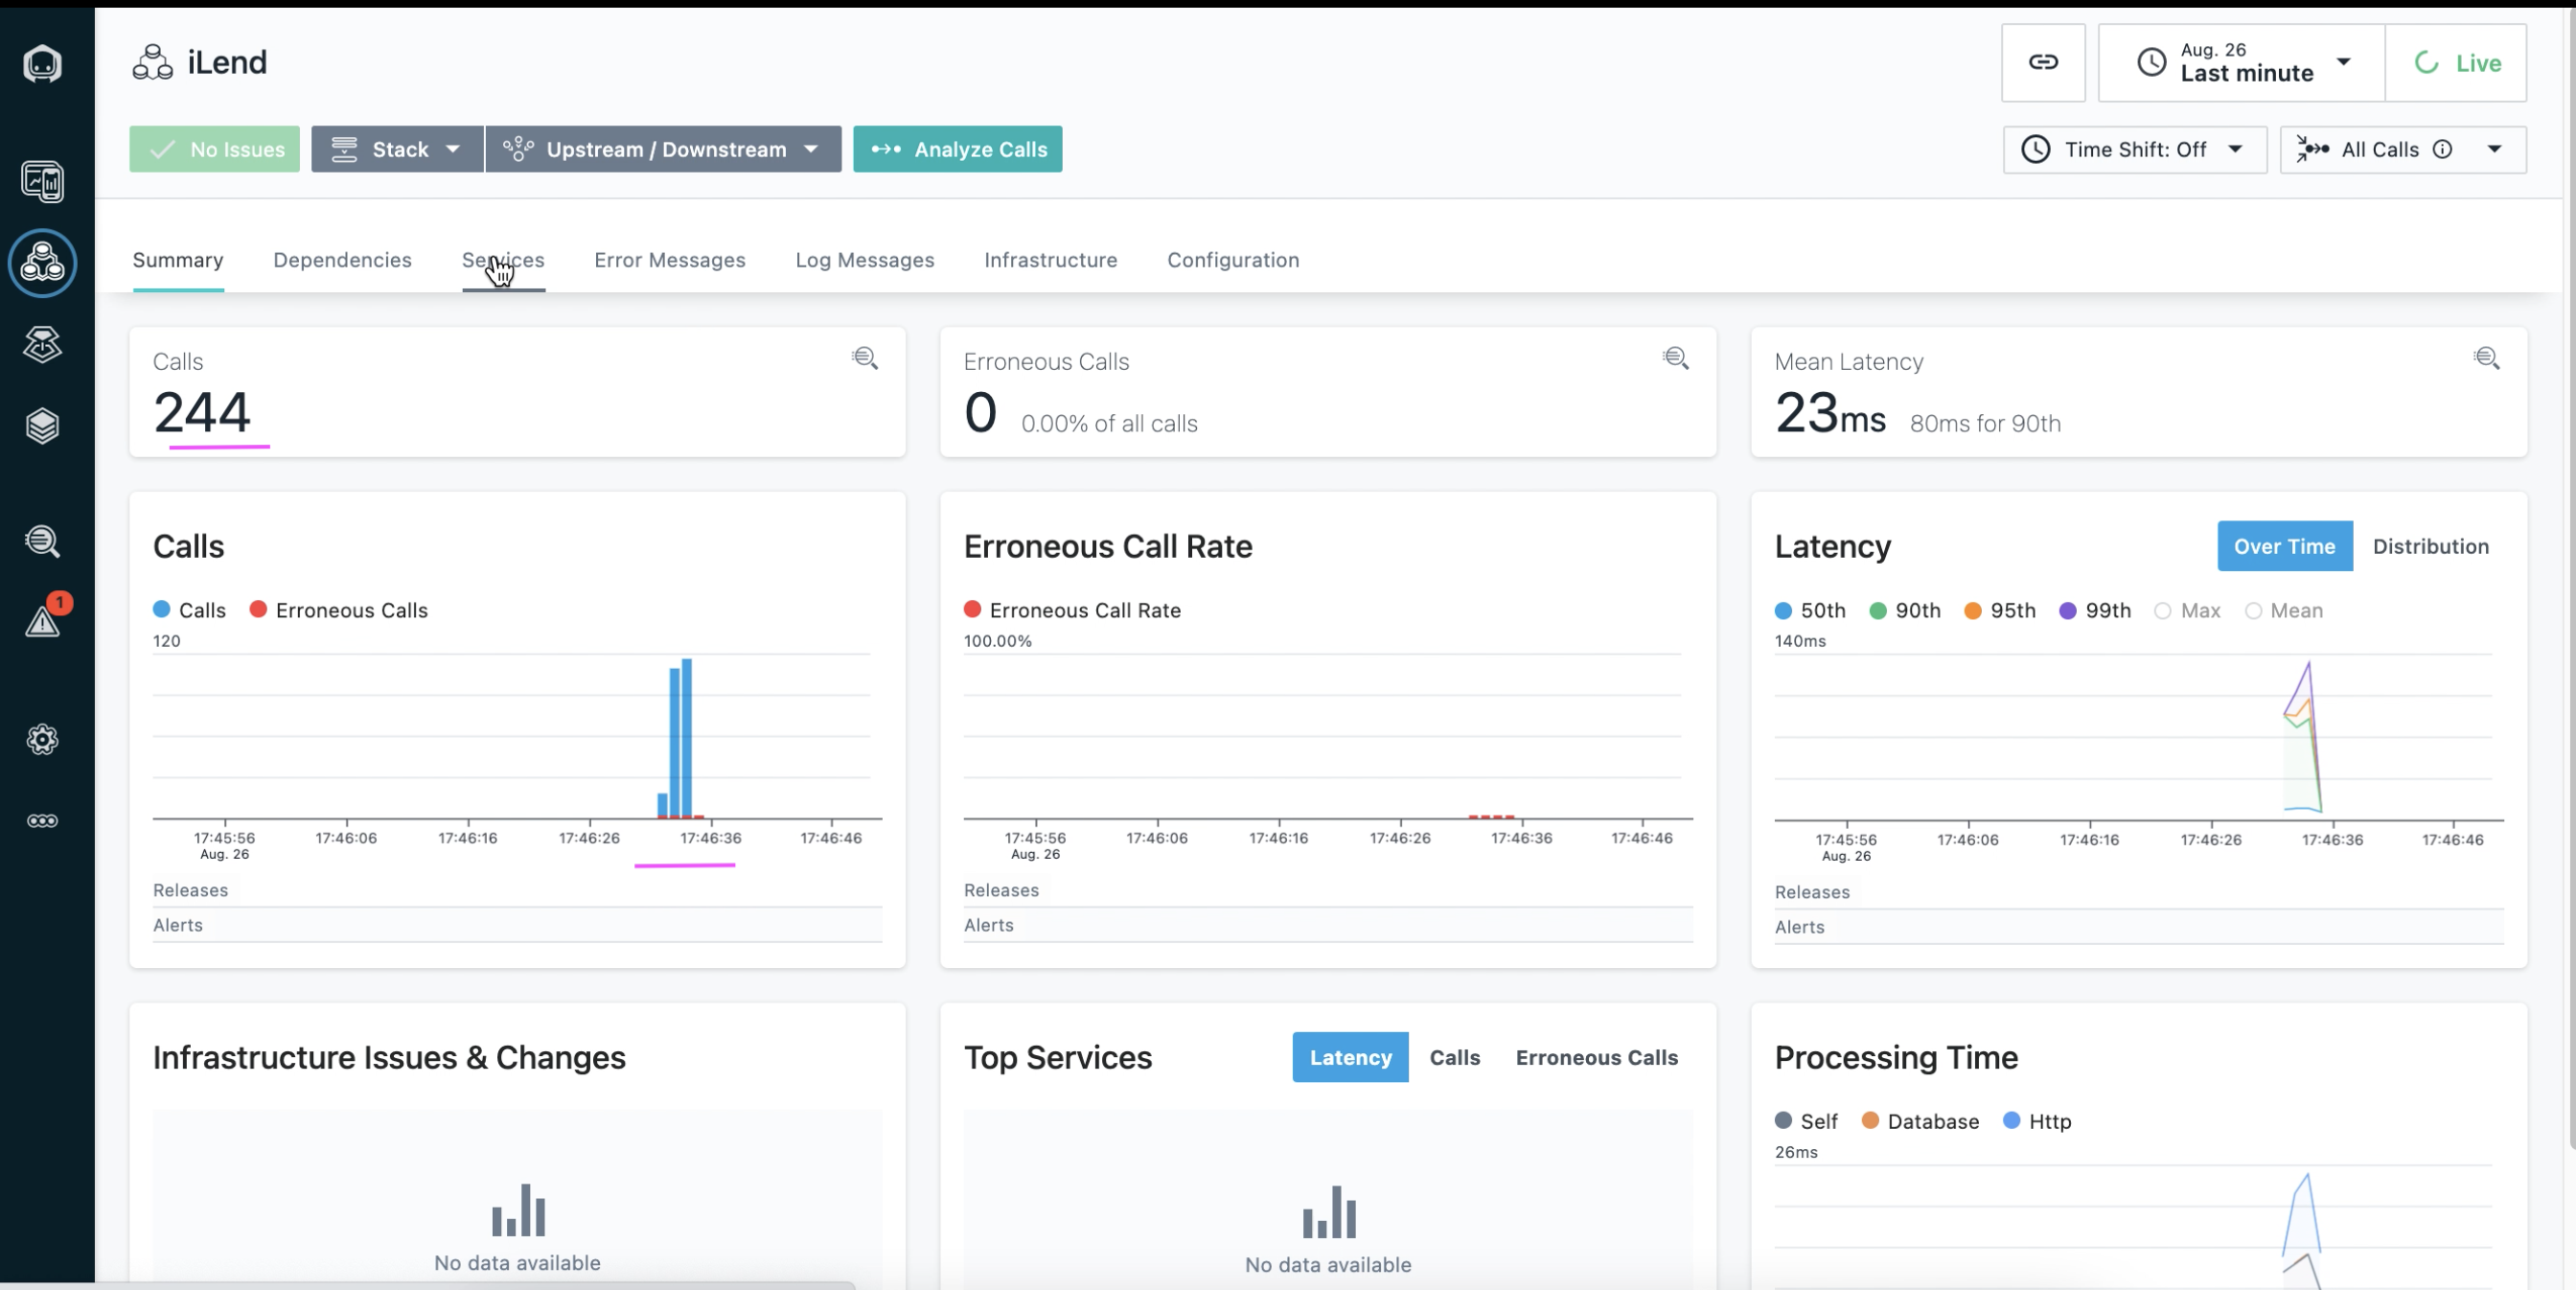 iLend
Aug. 26
Last minute
Live
No Issues
Stack
Upstream / Downstream
Analyze Calls
Time Shift: Off
All Calls
Summary
Dependencies
Services
Error Messages
Log Messages
Infrastructure
Configuration
Calls
244
Erroneous Calls
0 0.00% of all calls
Mean Latency
23ms 80ms for 90th
Calls
Calls Erroneous Calls
120
17:45:56 17:46:06 17:46:16 17:46:26 17:46:36 17:46:46
Aug. 26
Releases
Alerts
Erroneous Call Rate
Erroneous Call Rate
100.00%
17:45:56 17:46:06 17:46:16 17:46:26 17:46:36 17:46:46
Aug. 26
Releases
Alerts
Latency Over Time Distribution
50th 90th 95th 99th Max Mean
140ms
17:45:56 17:46:06 17:46:16 17:46:26 17:46:36 17:46:46
Aug. 26
Releases
Alerts
1
Infrastructure Issues & Changes
No data available
Top Services Latency Calls Erroneous Calls
No data available
Processing Time
Self Database Http
26ms